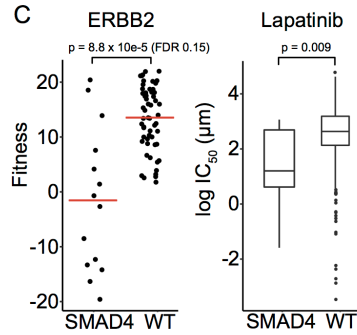 C
ERBB2
p = 8.8 x 10e-5 (FDR 0.15)
Fitness
20
10
0
-10
-20
SMAD4 WT
Lapatinib
p = 0.009
log IC50 (µm)
4
2
0
-2
SMAD4 WT